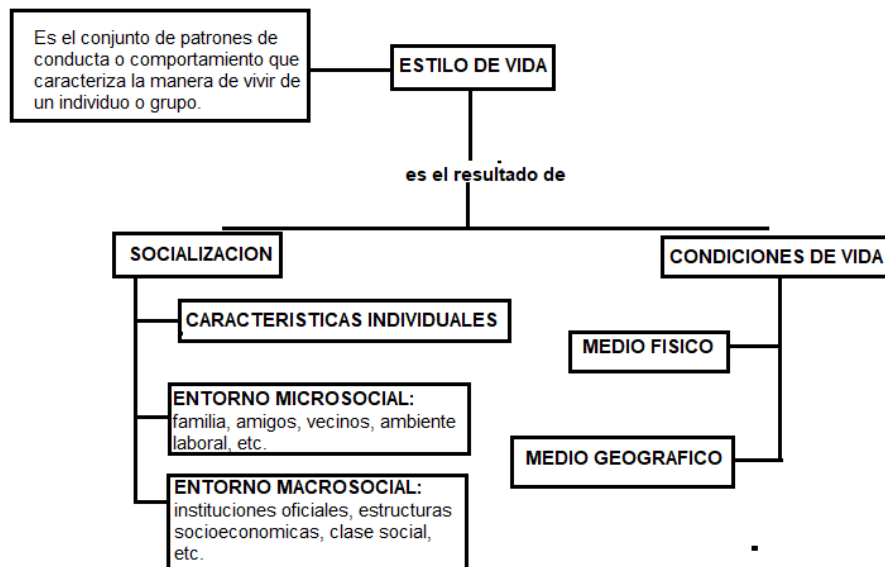 Es el conjunto de patrones de
conducta o comportamiento que
caracteriza la manera de vivir de
un individuo o grupo.
ESTILO DE VIDA
es el resultado de
SOCIALIZACION
CONDICIONES DE VIDA
CARACTERISTICAS INDIVIDUALES
MEDIO FISICO
ENTORNO MICROSOCIAL:
familia, amigos, vecinos, ambiente
laboral, etc.
MEDIO GEOGRAFICO
ENTORNO MACROSOCIAL:
instituciones oficiales, estructuras
socioeconomicas, clase social,
etc.